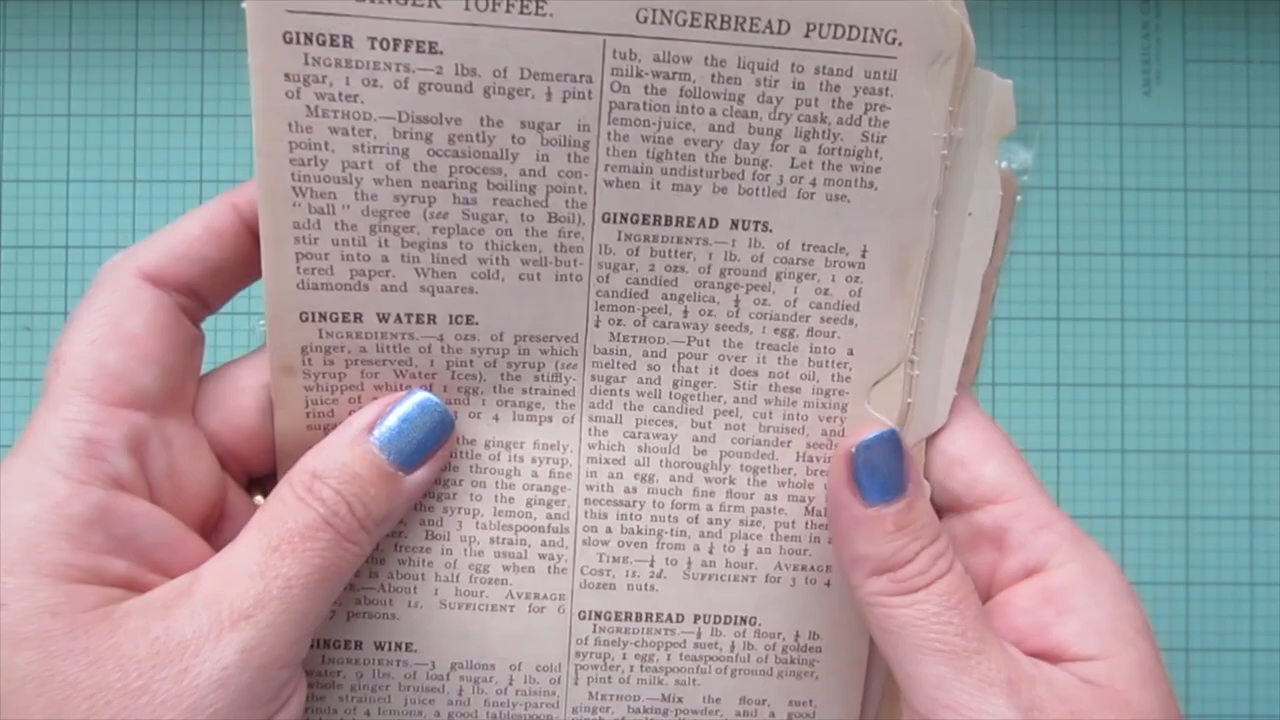 GINGER TOFFEE.
GINGERBREAD PUDDING.
GINGER TOFFEE.
INGREDIENTS.—2 lbs. of Demerara
sugar, 1 oz. of ground ginger, ½ pint
of water.
METHOD.—Dissolve the sugar in
the water, bring gently to boiling
point, stirring occasionally in the
early part of the process, and con-
tinuously when nearing boiling point.
When the syrup has reached the
"ball" degree (see Sugar, to Boil),
add the ginger, replace on the fire,
stir until it begins to thicken, then
pour into a tin lined with well-but-
tered paper. When cold, cut into
diamonds and squares.
GINGER WATER ICE.
INGREDIENTS.—4 ozs. of preserved
ginger, a little of the syrup in which
it is preserved, 1 pint of syrup (see
Syrup for Water Ices), the stiffly-
whipped white of 1 egg, the strained
juice of and 1 orange, the
rind 3 or 4 lumps of
the ginger finely,
little of its syrup,
through a fine
on the orange-
to the ginger,
the syrup, lemon, and
and 3 tablespoonfuls
Boil up, strain, and,
freeze in the usual way,
the white of egg when the
is about half frozen.
About 1 hour. AVERAGE
about 1s. SUFFICIENT for 6
7 persons.
GINGER WINE.
INGREDIENTS.—3 gallons of cold
water, 9 lbs. of loaf sugar, ¼ lb. of
whole ginger bruised, ¼ lb. of raisins,
the strained juice and finely-pared
rinds of 4 lemons, a good tablespoon-
tub, allow the liquid to stand until
milk-warm, then stir in the yeast.
On the following day put the pre-
paration into a clean, dry cask, add the
lemon-juice, and bung lightly. Stir
the wine every day for a fortnight,
then tighten the bung. Let the wine
remain undisturbed for 3 or 4 months,
when it may be bottled for use.
GINGERBREAD NUTS.
INGREDIENTS.—1 lb. of treacle, ¼
lb. of butter, 1 lb. of coarse brown
sugar, 2 ozs. of ground ginger, 1 oz.
of candied orange-peel, 1 oz. of
candied angelica, ½ oz. of candied
lemon-peel, ½ oz. of coriander seeds,
½ oz. of caraway seeds, 1 egg, flour.
METHOD.—Put the treacle into a
basin, and pour over it the butter,
melted so that it does not oil, the
sugar and ginger. Stir these ingre-
dients well together, and while mixing
add the candied peel, cut into very
small pieces, but not bruised, and
the caraway and coriander seeds
which should be pounded. Havin
mixed all thoroughly together, brea
in an egg, and work the whole u
with as much fine flour as may
necessary to form a firm paste. Mak
this into nuts of any size, put the
on a baking-tin, and place them in a
slow oven from a ¼ to ½ an hour.
TIME.—¼ to ½ an hour. AVERAGE
COST, 1s. 2d. SUFFICIENT for 3 to 4
dozen nuts.
GINGERBREAD PUDDING.
INGREDIENTS.—½ lb. of flour, ¼ lb.
of finely-chopped suet, ½ lb. of golden
syrup, 1 egg, 1 teaspoonful of baking-
powder, 1 teaspoonful of ground ginger,
¼ pint of milk, salt.
METHOD.—Mix the flour, suet,
ginger, baking-powder, and a good